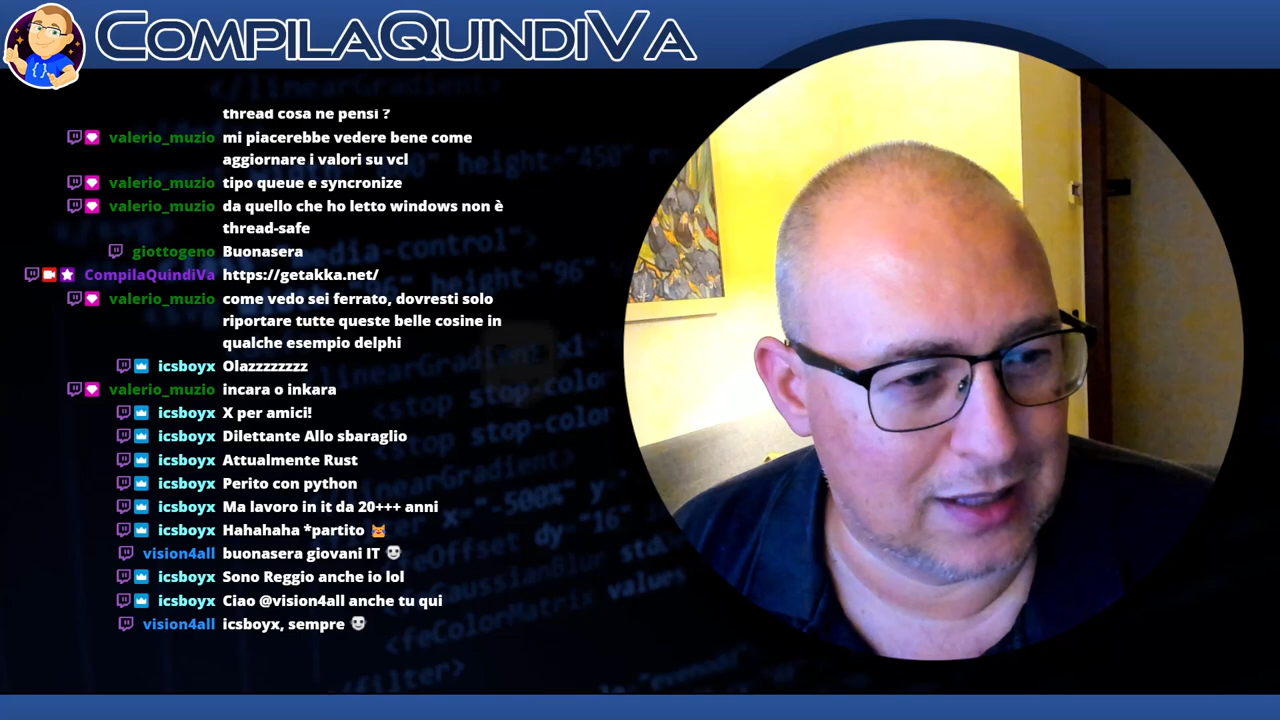 COMPILAQUINDIVA
{ }
thread cosa ne pensi ?
valerio_muzio mi piacerebbe vedere bene come
aggiornare i valori su vcl
valerio_muzio tipo queue e syncronize
valerio_muzio da quello che ho letto windows non è
thread-safe
giottogeno Buonasera
CompilaQuindiVa https://getakka.net/
valerio_muzio come vedo sei ferrato, dovresti solo
riportare tutte queste belle cosine in
qualche esempio delphi
icsboyx Olazzzzzzzz
valerio_muzio incara o inkara
icsboyx X per amici!
icsboyx Dilettante Allo sbaraglio
icsboyx Attualmente Rust
icsboyx Perito con python
icsboyx Ma lavoro in it da 20+++ anni
icsboyx Hahahaha *partito
vision4all buonasera giovani IT
icsboyx Sono Reggio anche io lol
icsboyx Ciao @vision4all anche tu qui
vision4all icsboyx, sempre